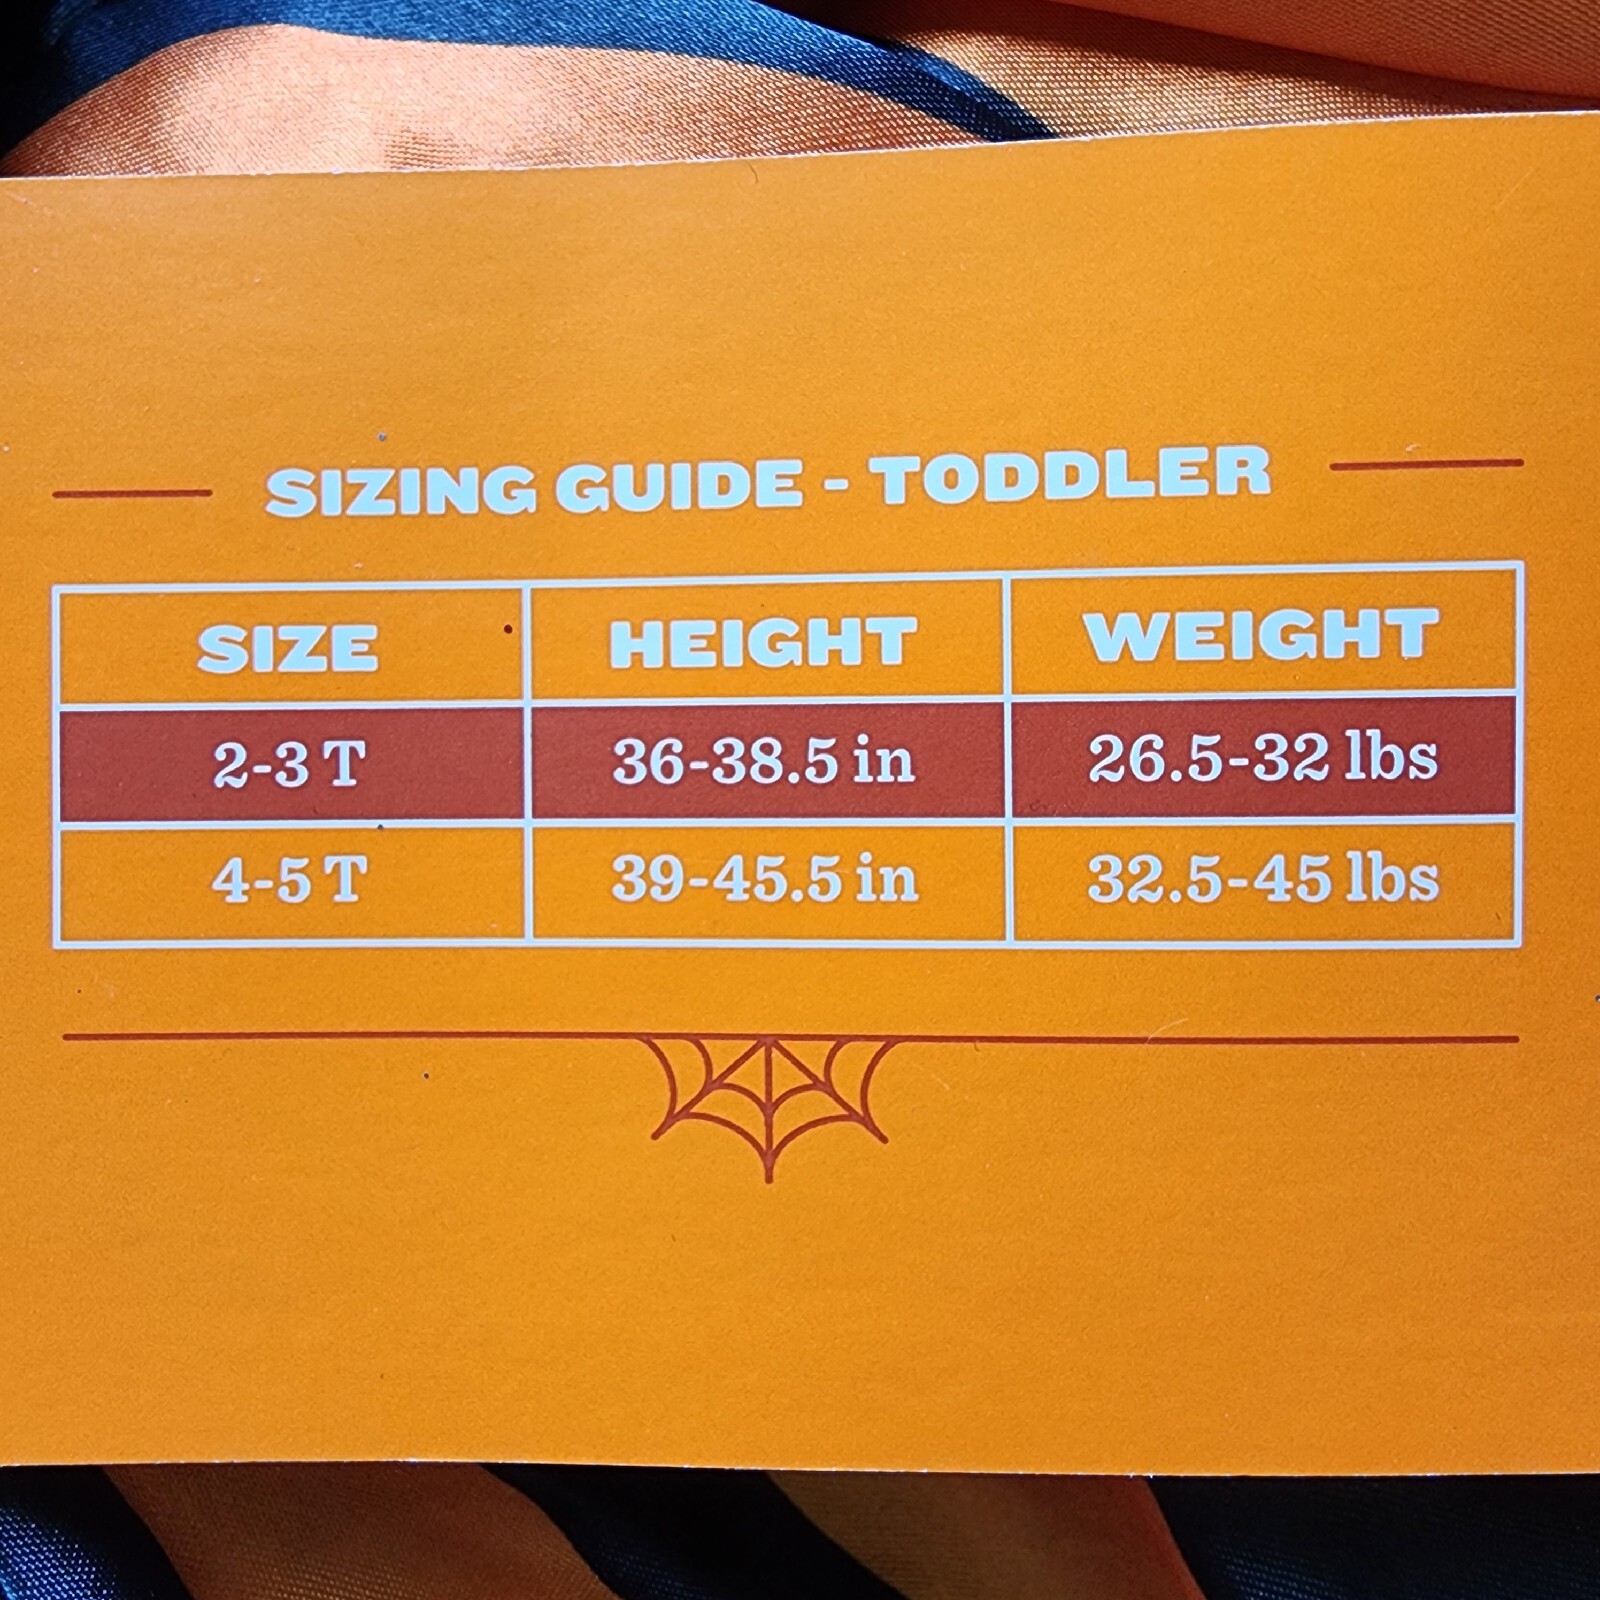 SIZING GUIDE - TODDLER
SIZE HEIGHT WEIGHT
2-3 T 36-38.5 in 26.5-32 lbs
4-5 T 39-45.5 in 32.5-45 lbs